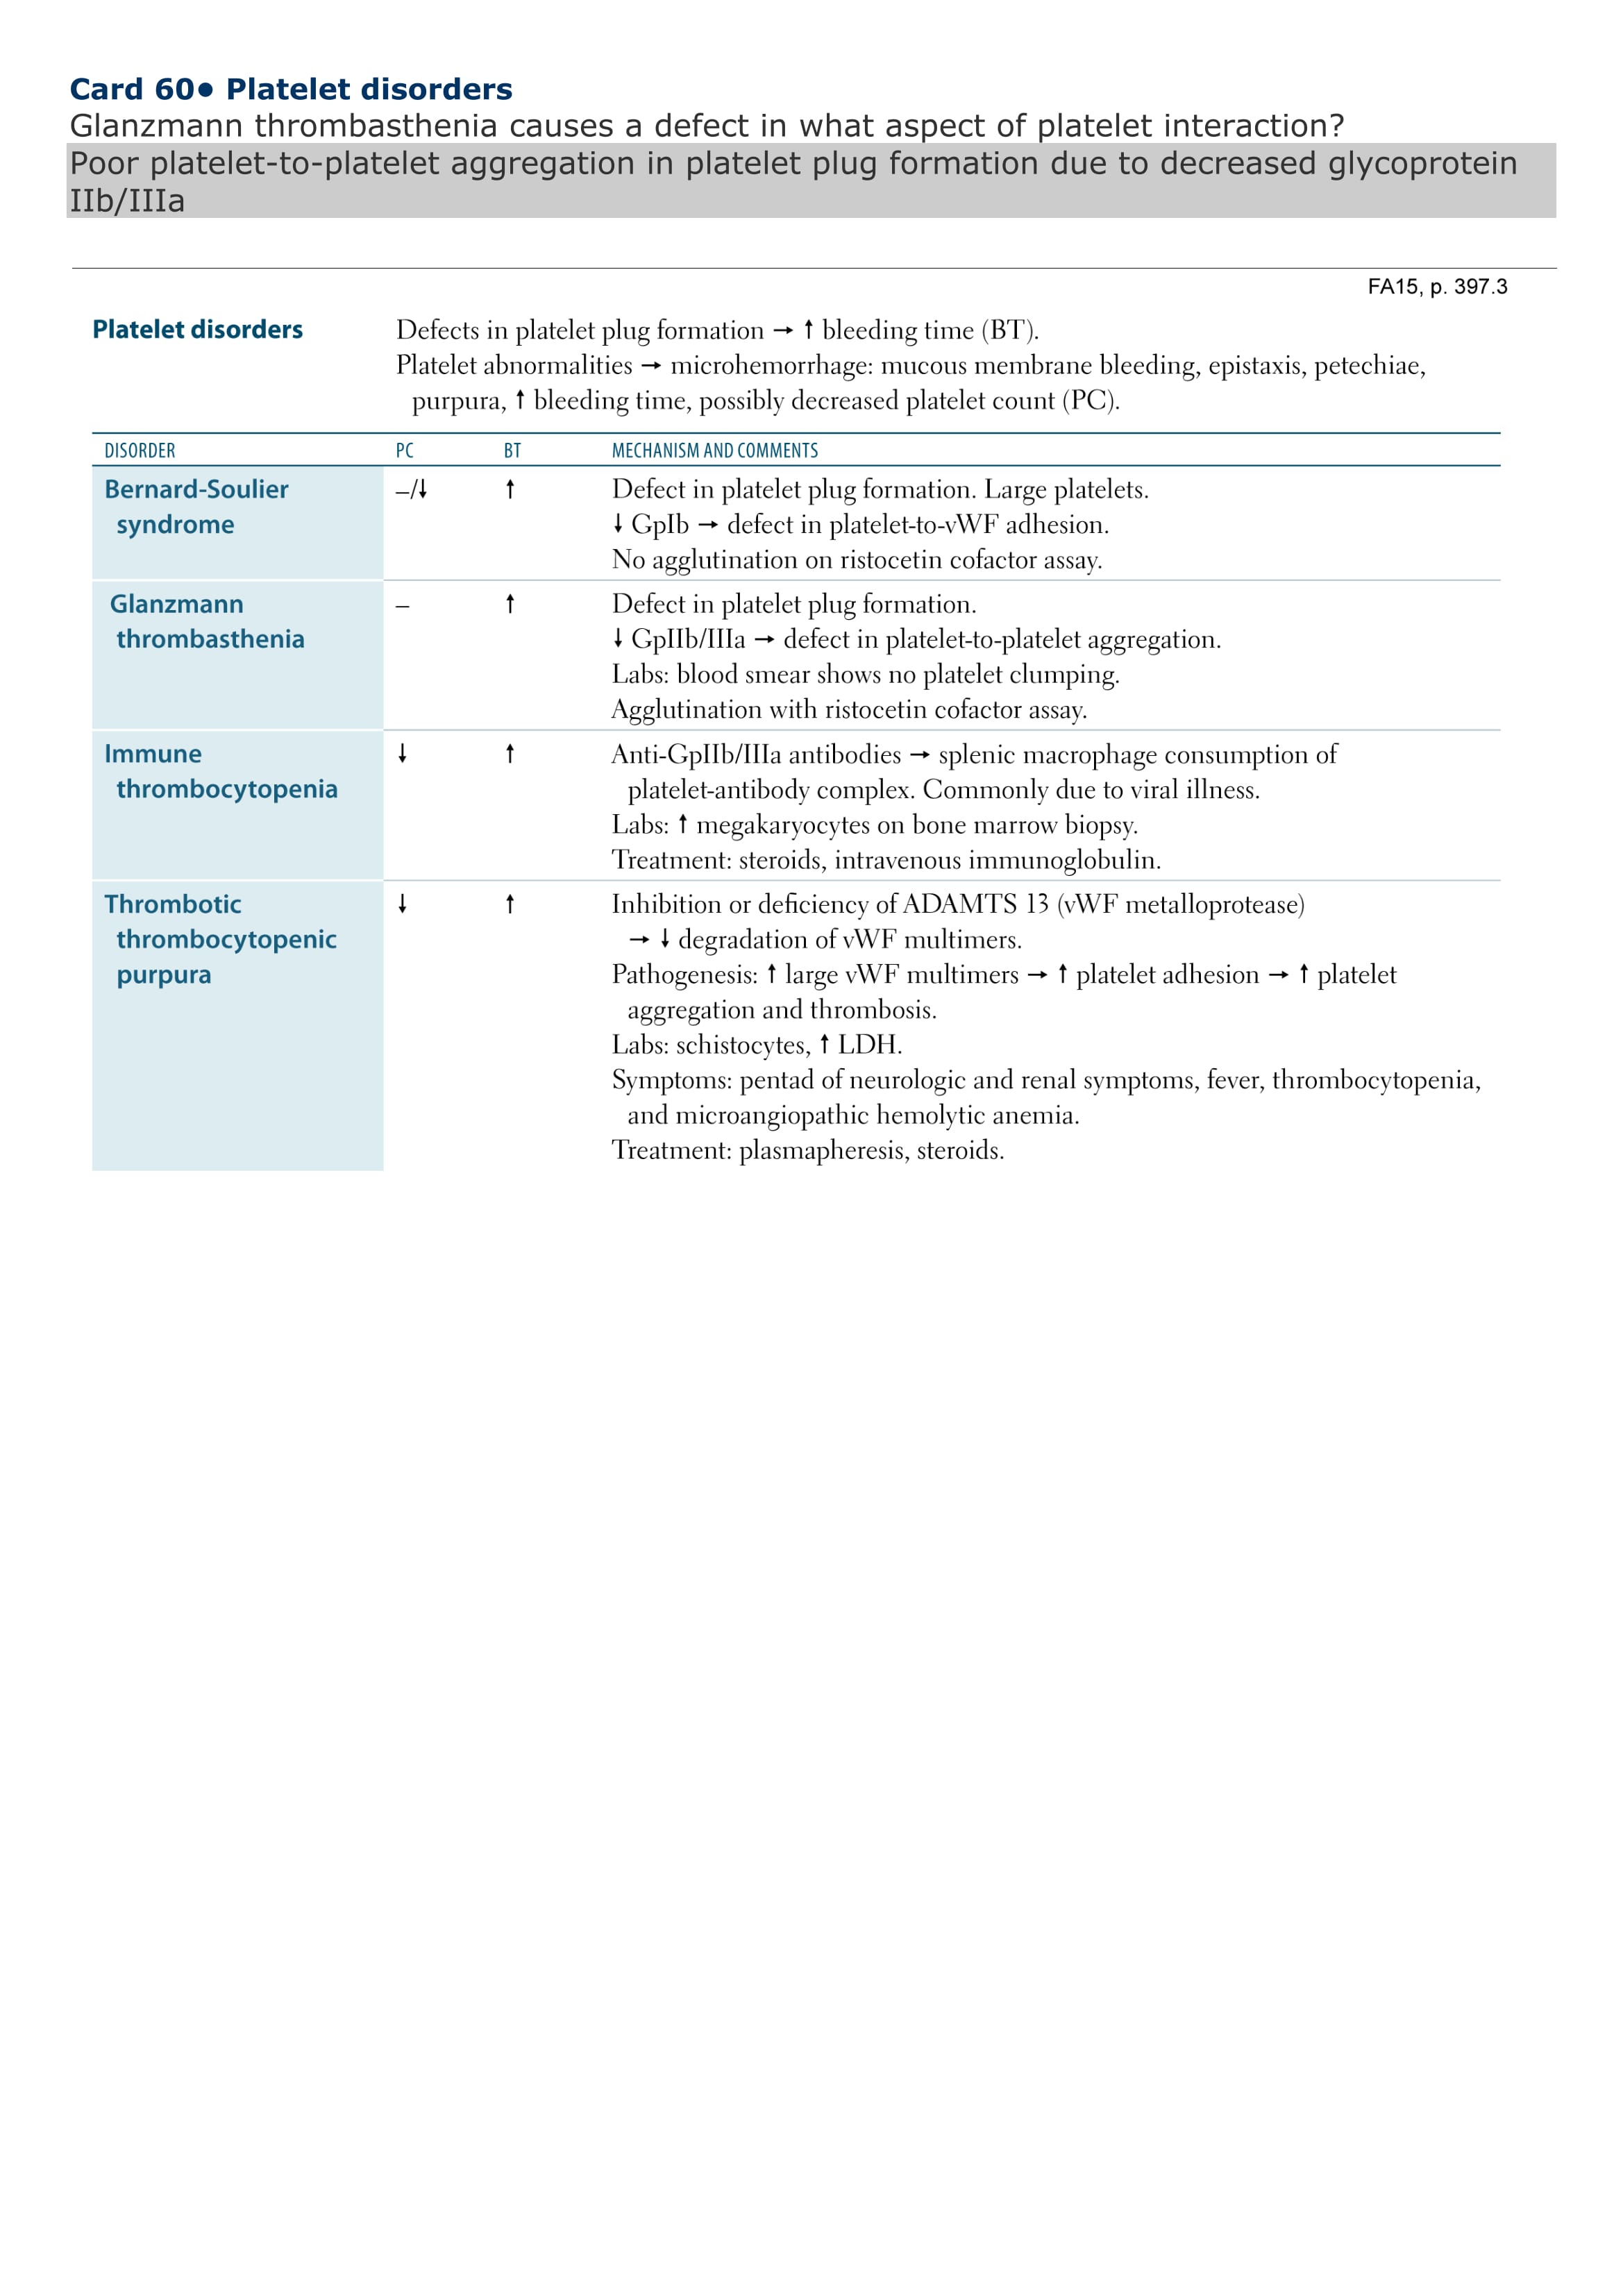 Card 60• Platelet disorders
Glanzmann thrombasthenia causes a defect in what aspect of platelet interaction?
Poor platelet-to-platelet aggregation in platelet plug formation due to decreased glycoprotein
IIb/IIIa
FA15, p. 397.3
Platelet disorders
Defects in platelet plug formation → ↑ bleeding time (BT).
Platelet abnormalities → microhemorrhage: mucous membrane bleeding, epistaxis, petechiae,
purpura, ↑ bleeding time, possibly decreased platelet count (PC).
DISORDER PC BT MECHANISM AND COMMENTS
Bernard-Soulier –/↓ ↑ Defect in platelet plug formation. Large platelets.
syndrome ↓ GpIb → defect in platelet-to-vWF adhesion.
No agglutination on ristocetin cofactor assay.
Glanzmann – ↑ Defect in platelet plug formation.
thrombasthenia ↓ GpIIb/IIIa → defect in platelet-to-platelet aggregation.
Labs: blood smear shows no platelet clumping.
Agglutination with ristocetin cofactor assay.
Immune ↓ ↑ Anti-GpIIb/IIIa antibodies → splenic macrophage consumption of
thrombocytopenia platelet-antibody complex. Commonly due to viral illness.
Labs: ↑ megakaryocytes on bone marrow biopsy.
Treatment: steroids, intravenous immunoglobulin.
Thrombotic ↓ ↑ Inhibition or deficiency of ADAMTS 13 (vWF metalloprotease)
thrombocytopenic → ↓ degradation of vWF multimers.
purpura Pathogenesis: ↑ large vWF multimers → ↑ platelet adhesion → ↑ platelet
aggregation and thrombosis.
Labs: schistocytes, ↑ LDH.
Symptoms: pentad of neurologic and renal symptoms, fever, thrombocytopenia,
and microangiopathic hemolytic anemia.
Treatment: plasmapheresis, steroids.